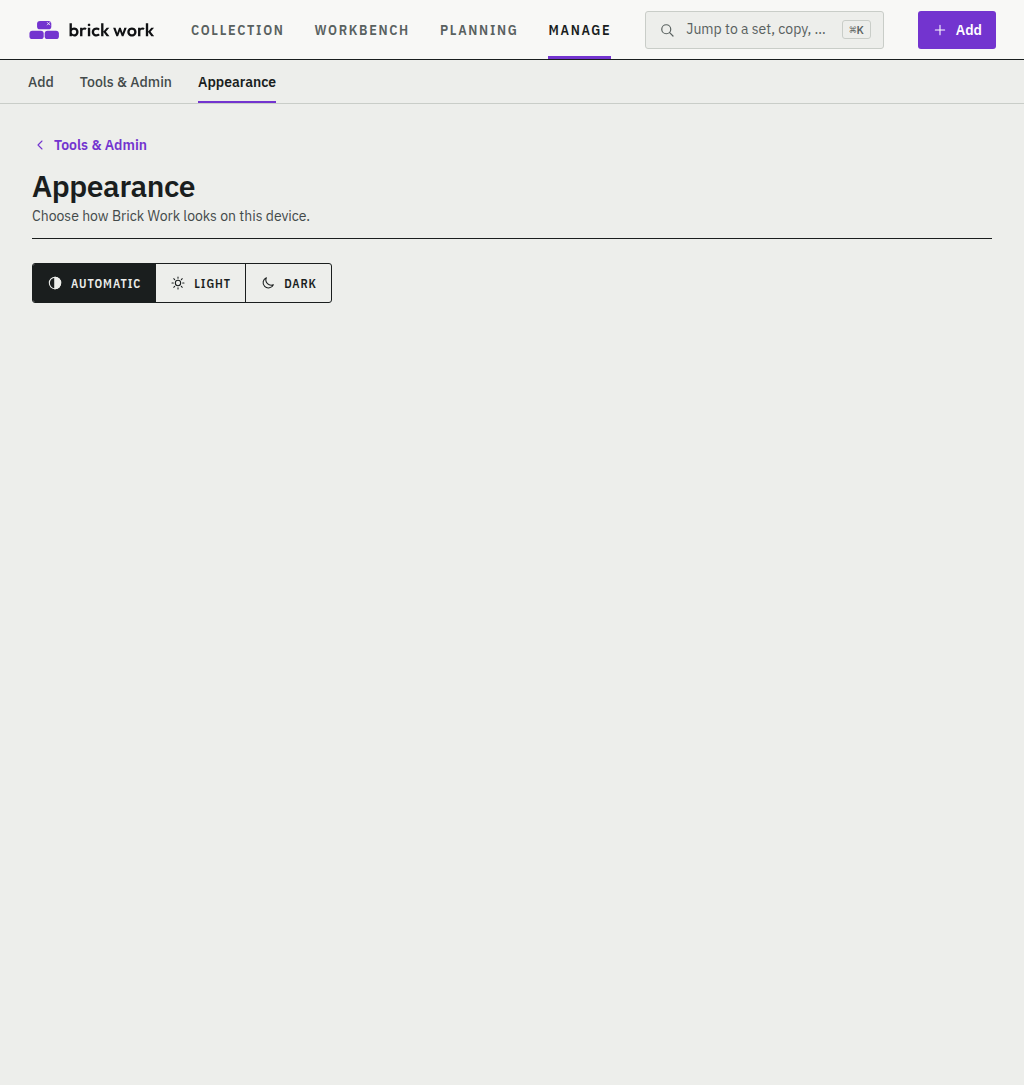 brick work
COLLECTION WORKBENCH PLANNING MANAGE
Jump to a set, copy, ... ⌘K
Add
Add Tools & Admin Appearance
Tools & Admin
Appearance
Choose how Brick Work looks on this device.
AUTOMATIC LIGHT DARK